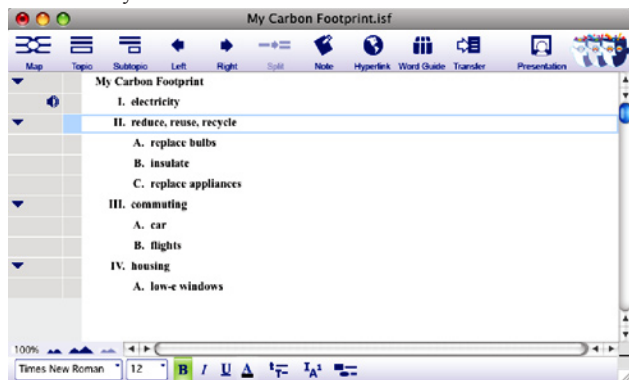 My Carbon Footprint.isf
Map Topic Subtopic Left Right Split Note Hyperlink Word Guide Transfer Presentation
My Carbon Footprint
I. electricity
II. reduce, reuse, recycle
A. replace bulbs
B. insulate
C. replace appliances
III. commuting
A. car
B. flights
IV. housing
A. low-e windows
100%
Times New Roman 12 B I U A